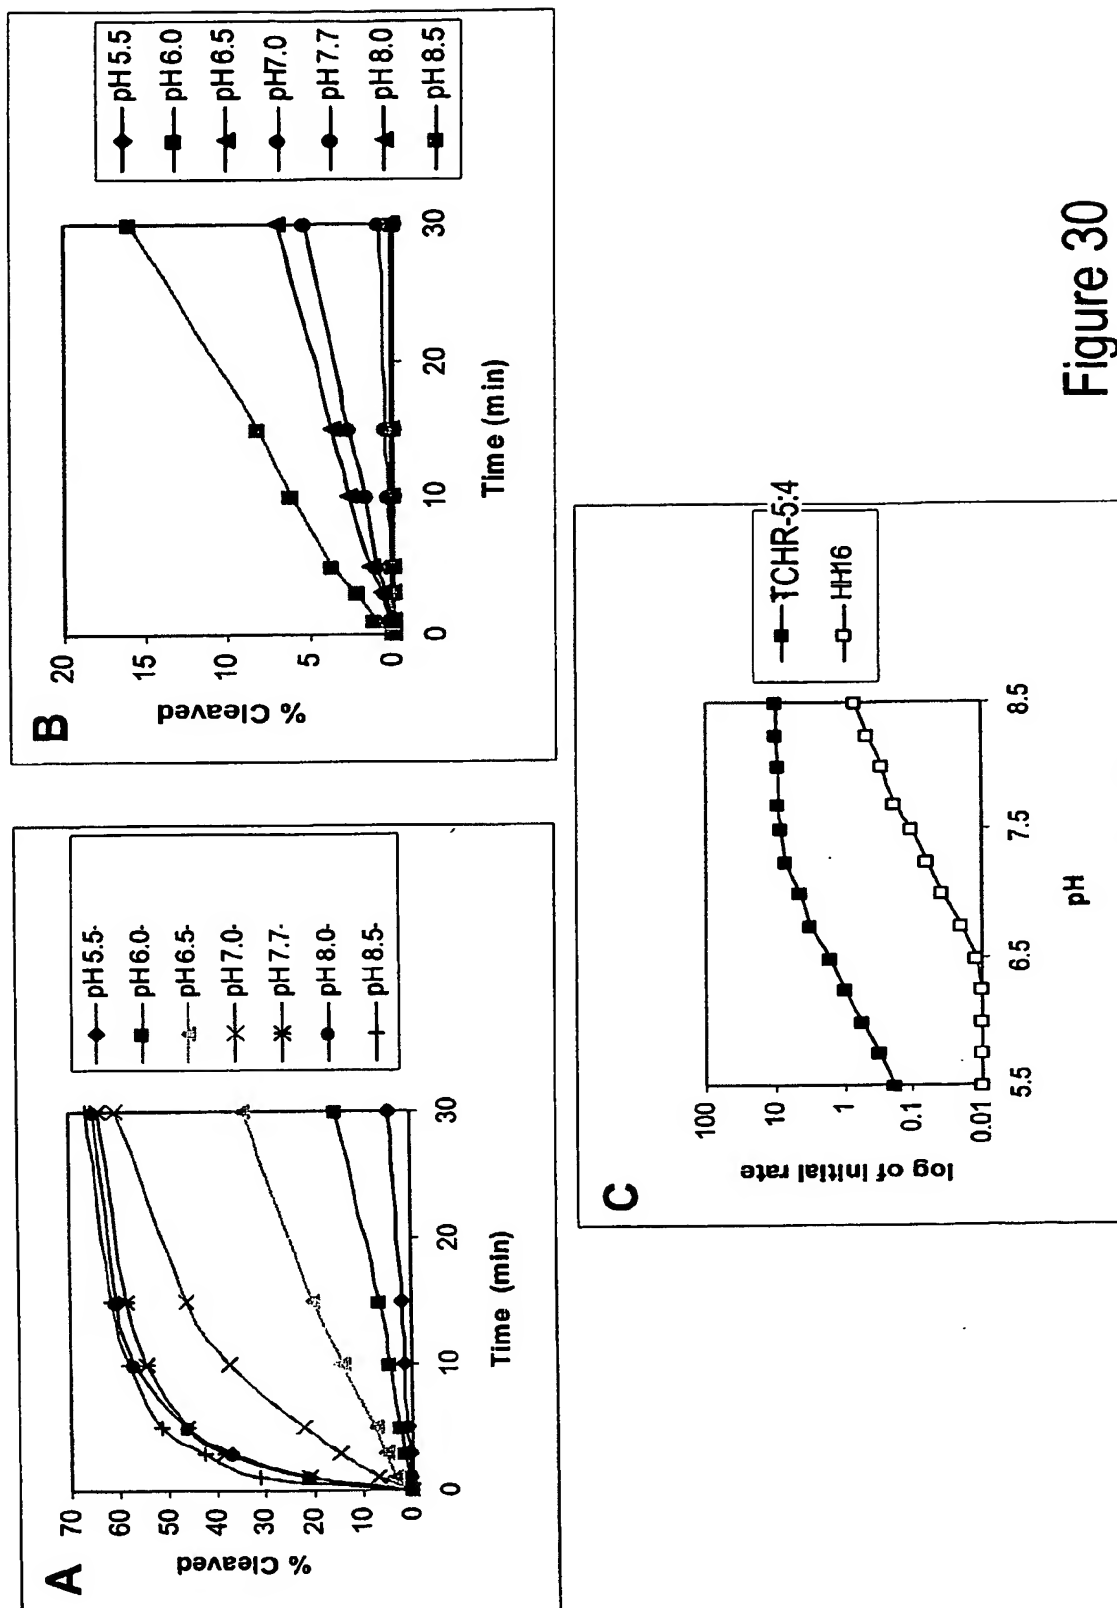 A
% Cleaved
70
60
50
40
30
20
10
0
0
10
20
30
Time (min)
pH5.5-
pH6.0-
pH6.5-
pH7.0-
pH7.7-
pH8.0-
pH8.5-
B
% Cleaved
20
15
10
5
0
0
10
20
30
Time (min)
pH5.5
pH6.0
pH6.5
pH7.0
pH7.7
pH8.0
pH8.5
C
log of initial rate
100
10
1
0.1
0.01
5.5
6.5
7.5
8.5
pH
TCHR-5:4
HH16
Figure 30